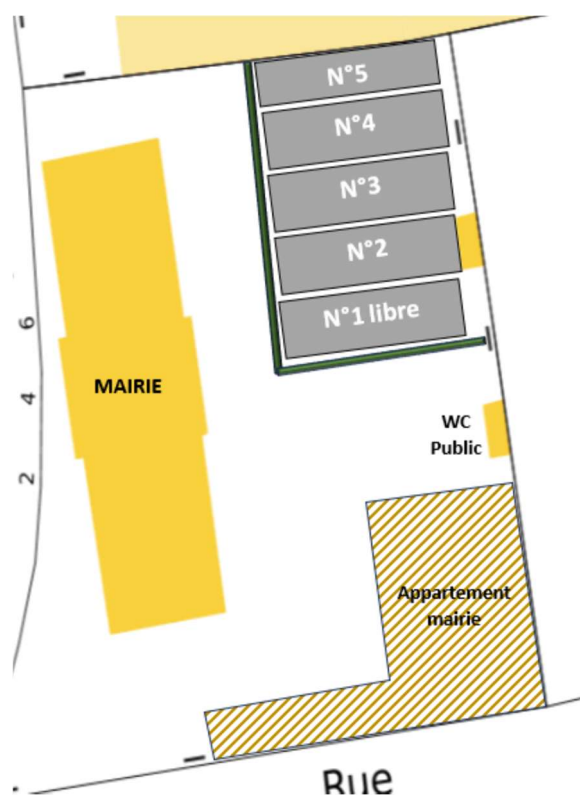 N°5
N°4
N°3
N°2
N°1 libre
6
4
2
MAIRIE
WC
Public
Appartement
mairie
Rue